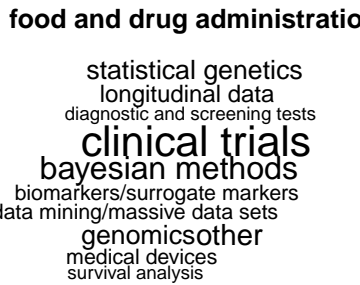 food and drug administratio
statistical genetics
longitudinal data
diagnostic and screening tests
clinical trials
bayesian methods
biomarkers/surrogate markers
data mining/massive data sets
genomicsother
medical devices
survival analysis